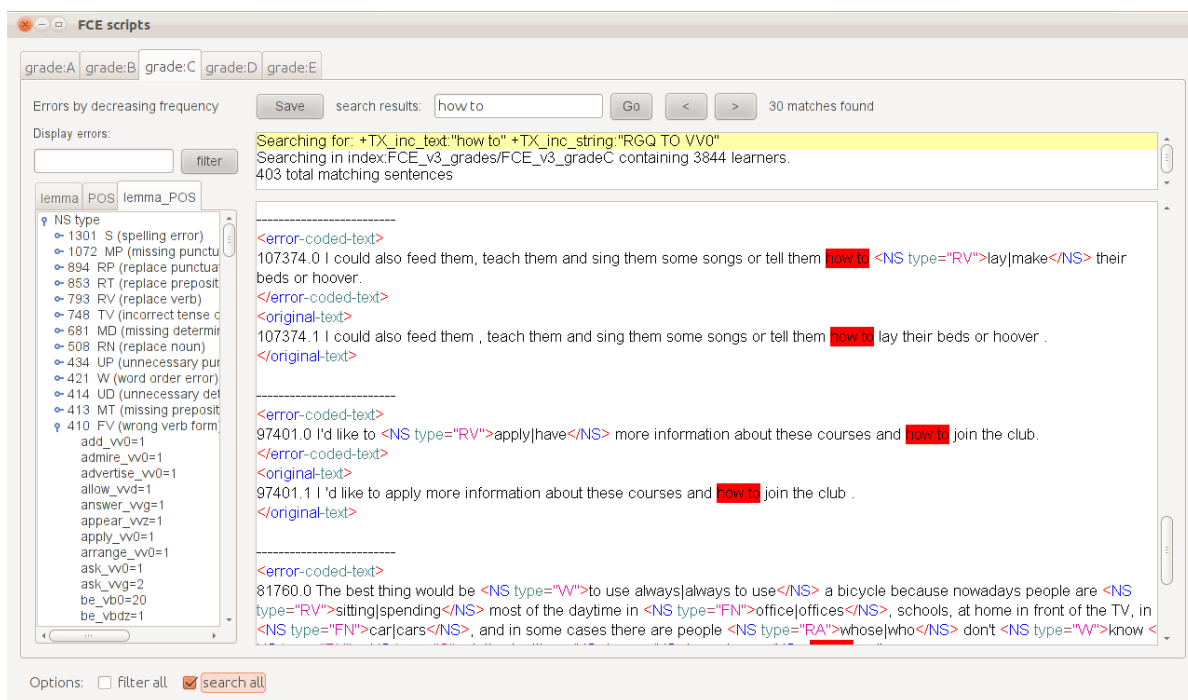 FCE scripts
grade:A grade:B grade:C grade:D grade:E
Errors by decreasing frequency
Save search results: how to Go < > 30 matches found
Display errors:
filter
lemma POS lemma_POS
NS type
1301 S (spelling error)
1072 MP (missing punctu
894 RP (replace punctua
853 RT (replace preposit
793 RV (replace verb)
748 TV (incorrect tense o
681 MD (missing determin
508 RN (replace noun)
434 UP (unnecessary pun
421 W (word order error)
414 UD (unnecessary det
413 MT (missing preposit
410 FV (wrong verb form
add_vv0=1
admire_vv0=1
advertise_vv0=1
allow_vvd=1
answer_vvg=1
appear_vvz=1
apply_vv0=1
arrange_vv0=1
ask_vv0=1
ask_vvg=2
be_vb0=20
be_vbdz=1
Searching for: +TX_inc_text:"how to" +TX_inc_string:"RGQ TO VV0"
Searching in index:FCE_v3_grades/FCE_v3_gradeC containing 3844 learners.
403 total matching sentences
-------------------------
<error-coded-text>
107374.0 I could also feed them, teach them and sing them some songs or tell them how to <NS type="RV">lay|make</NS> their
beds or hoover.
</error-coded-text>
<original-text>
107374.1 I could also feed them , teach them and sing them some songs or tell them how to lay their beds or hoover .
</original-text>
-------------------------
<error-coded-text>
97401.0 I'd like to <NS type="RV">apply|have</NS> more information about these courses and how to join the club.
</error-coded-text>
<original-text>
97401.1 I 'd like to apply more information about these courses and how to join the club .
</original-text>
-------------------------
<error-coded-text>
81760.0 The best thing would be <NS type="W">to use always|always to use</NS> a bicycle because nowadays people are <NS
type="RV">sitting|spending</NS> most of the daytime in <NS type="FN">office|offices</NS>, schools, at home in front of the TV, in
<NS type="FN">car|cars</NS>, and in some cases there are people <NS type="RA">whose|who</NS> don't <NS type="W">know <
Options: filter all search all